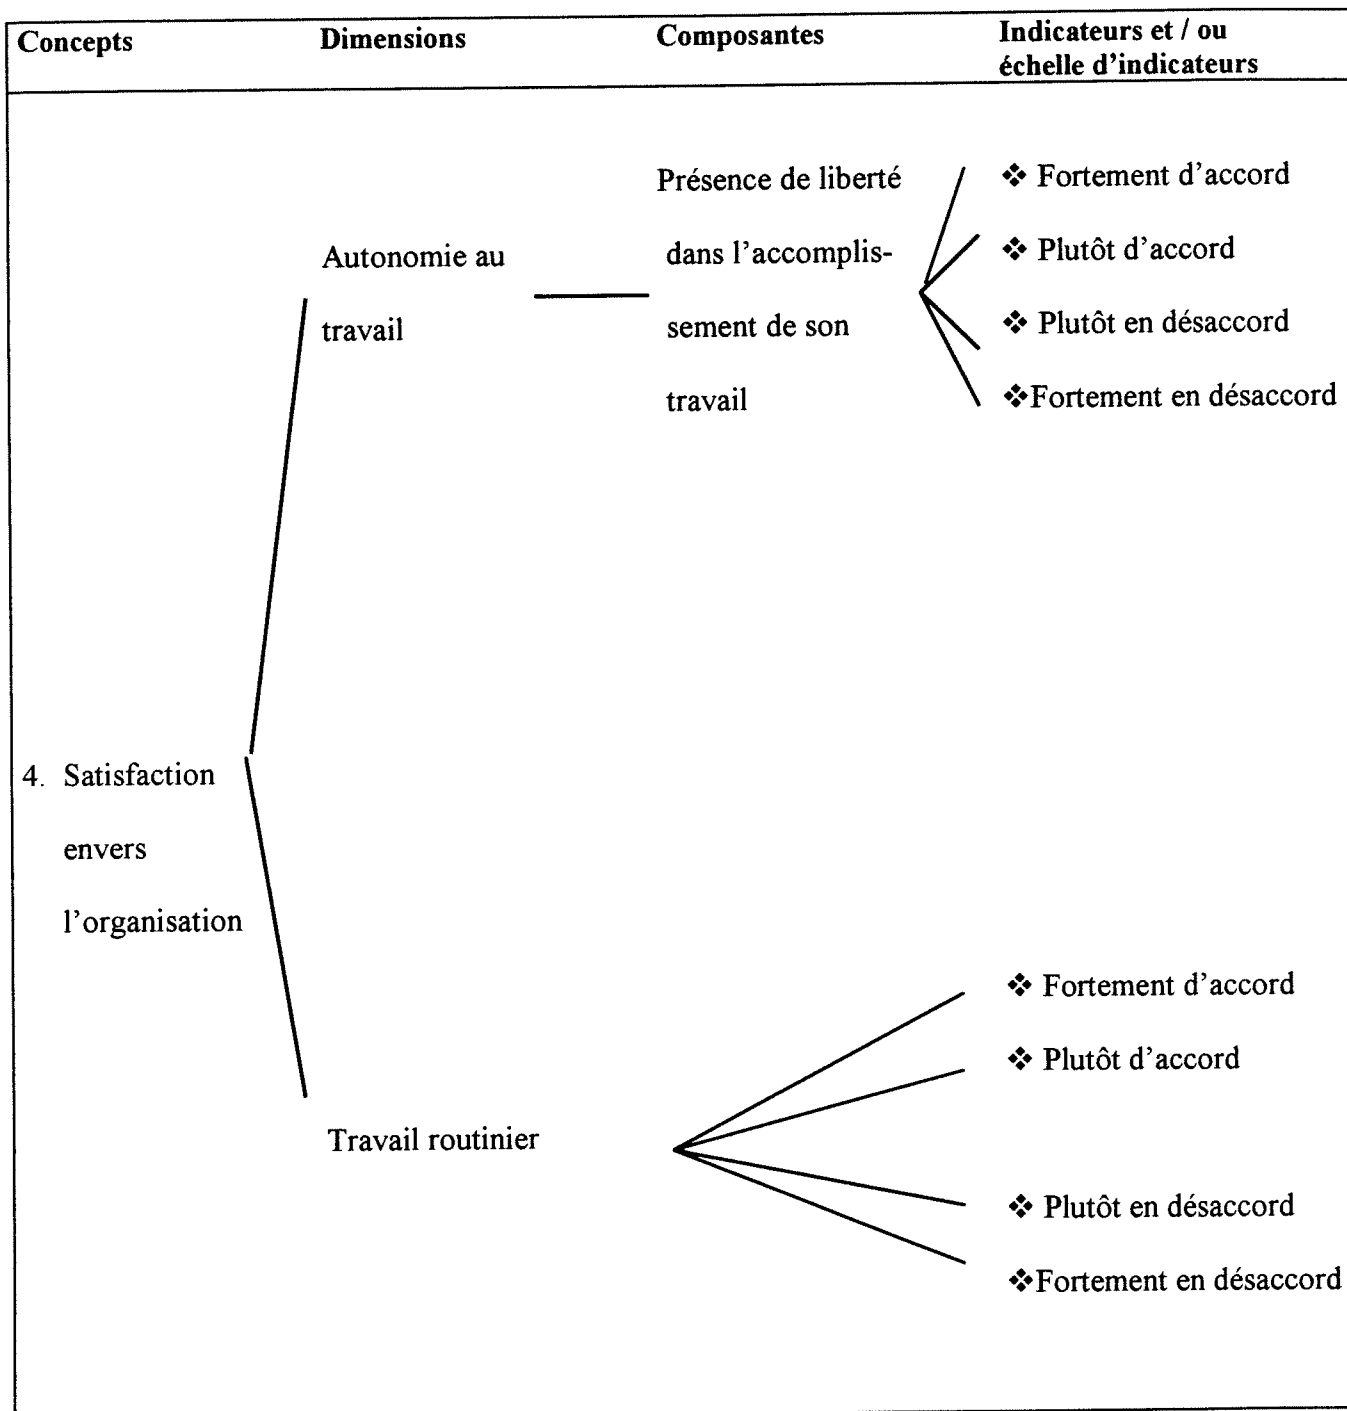 Concepts Dimensions Composantes Indicateurs et / ou
échelle d'indicateurs
Présence de liberté
dans l'accomplis-
sement de son
travail
❖ Fortement d'accord
❖ Plutôt d'accord
❖ Plutôt en désaccord
❖Fortement en désaccord
Autonomie au
travail
4. Satisfaction
envers
l'organisation
Travail routinier
❖ Fortement d'accord
❖ Plutôt d'accord
❖ Plutôt en désaccord
❖Fortement en désaccord